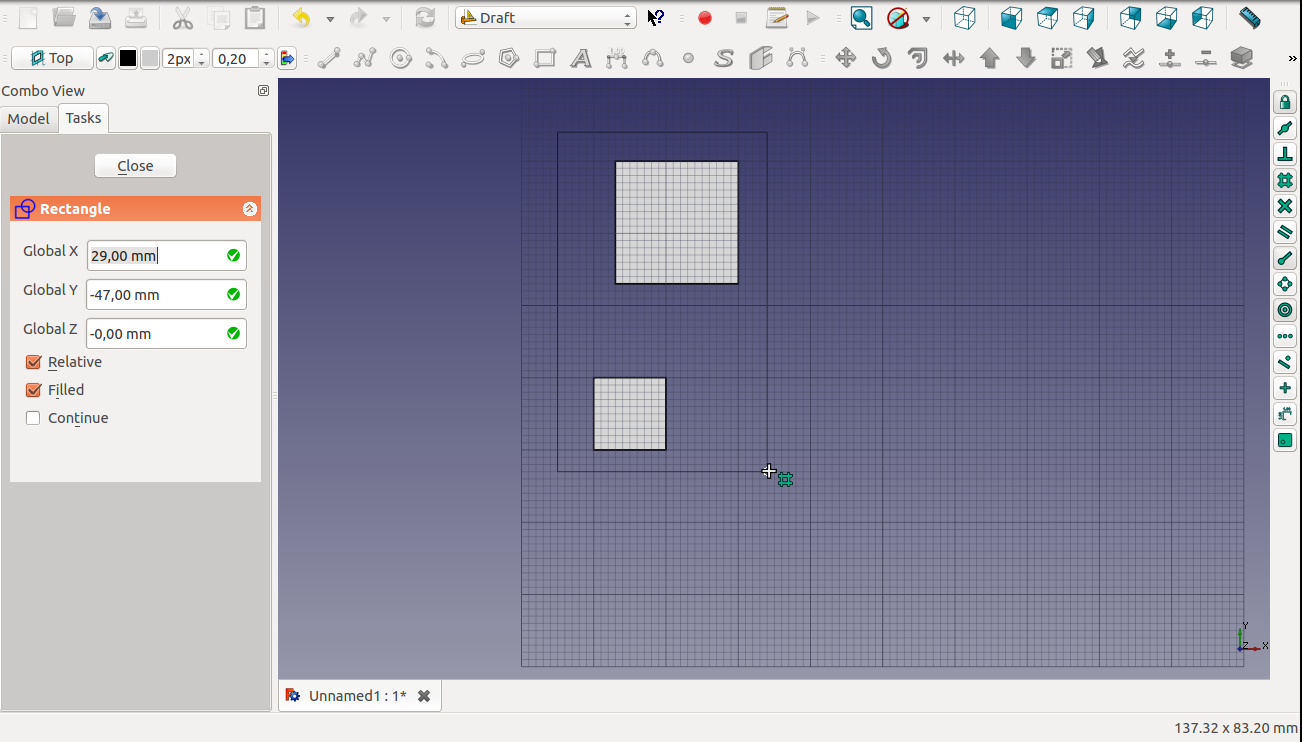 Draft
Top
2px
0,20
»
Combo View
Model
Tasks
Close
Rectangle
Global X
29,00 mm
Global Y
-47,00 mm
Global Z
-0,00 mm
Relative
Filled
Continue
Y
Z
X
Unnamed1 : 1*
137.32 x 83.20 mm